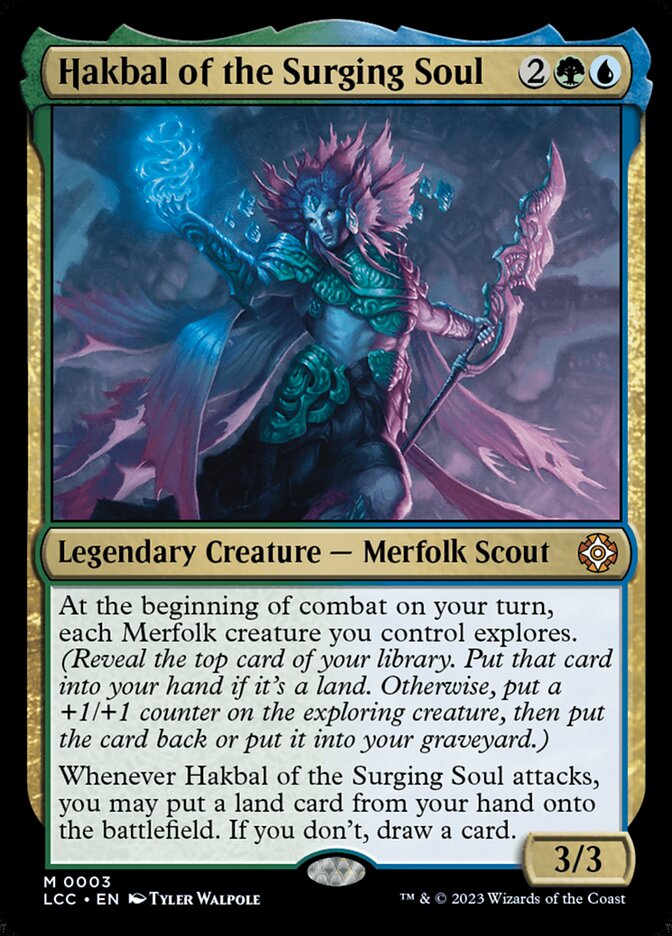 Hakbal of the Surging Soul 2
Legendary Creature — Merfolk Scout
At the beginning of combat on your turn,
each Merfolk creature you control explores.
(Reveal the top card of your library. Put that card
into your hand if it's a land. Otherwise, put a
+1/+1 counter on the exploring creature, then put
the card back or put it into your graveyard.)
Whenever Hakbal of the Surging Soul attacks,
you may put a land card from your hand onto
the battlefield. If you don't, draw a card.
3/3
M 0003
LCC • EN Tyler Walpole
™ & © 2023 Wizards of the Coast